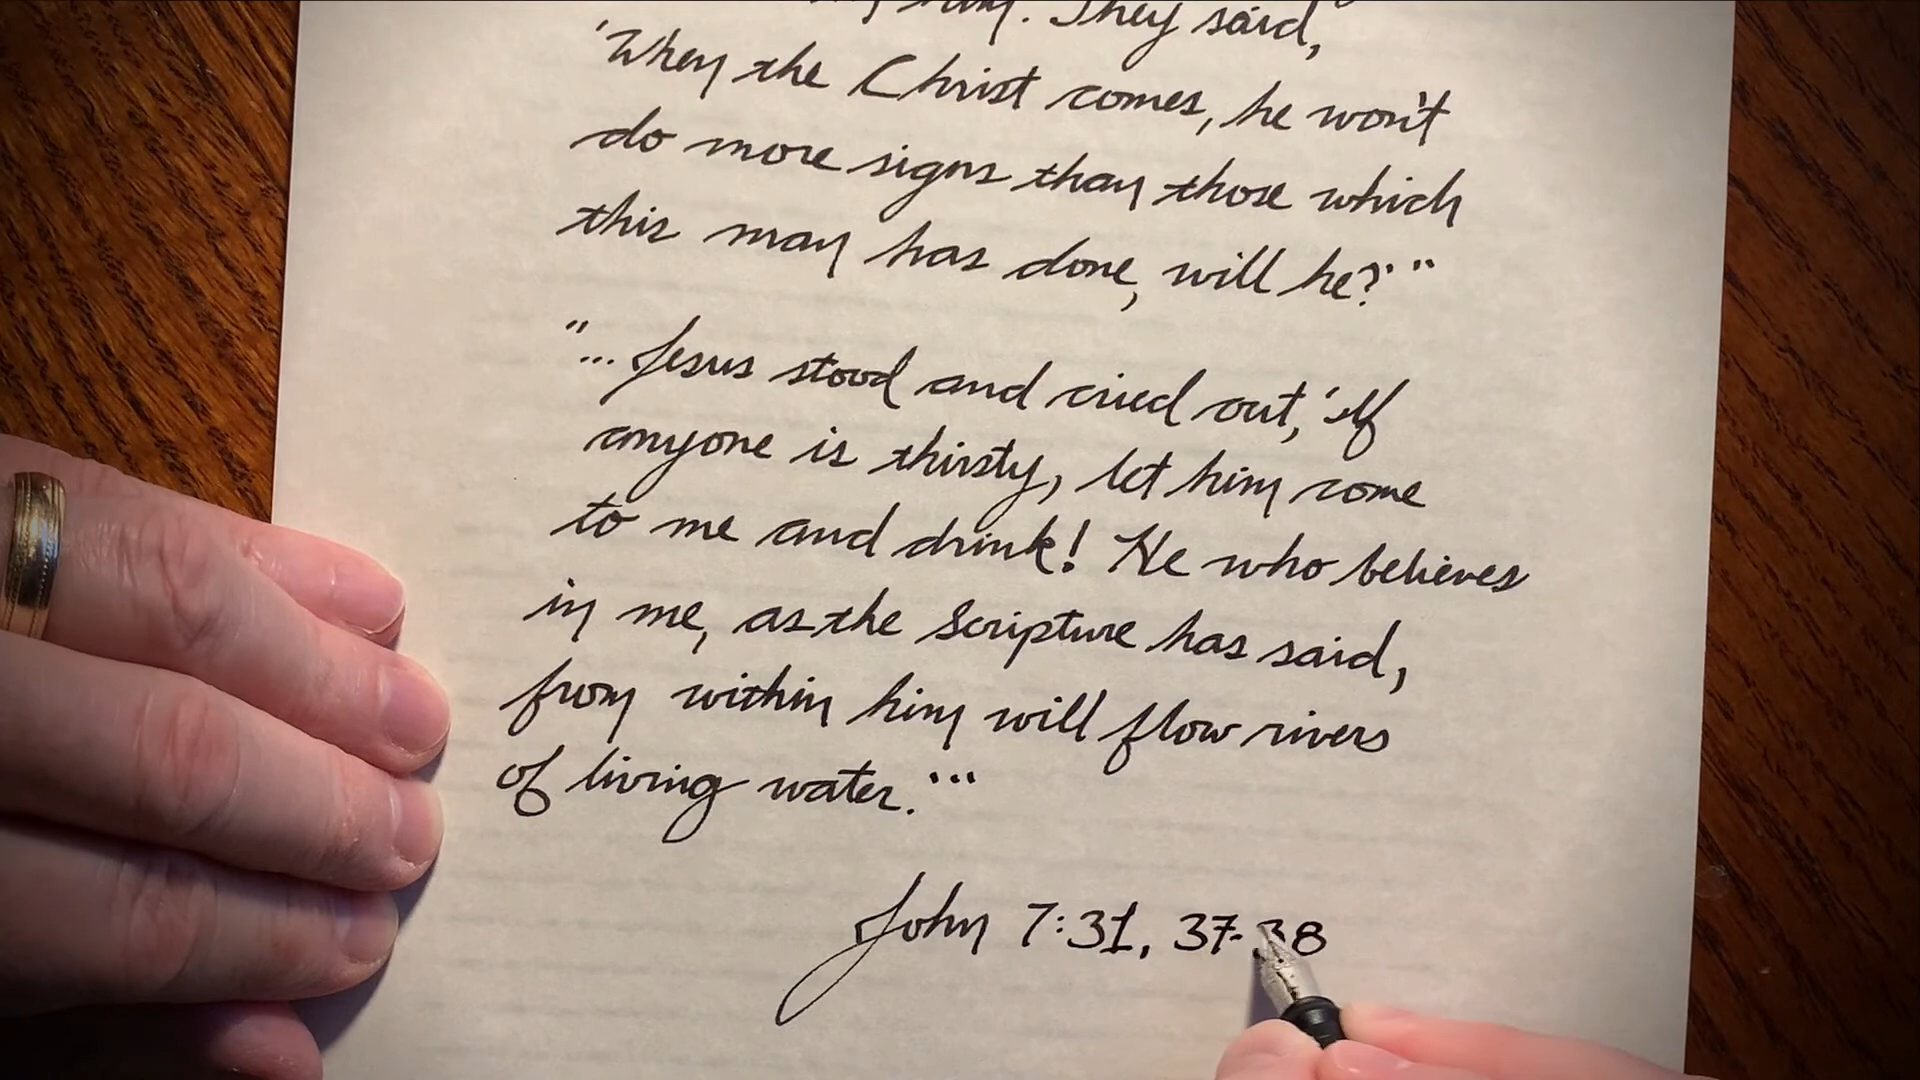 him. They said,
'When the Christ comes, he won't
do more signs than those which
this man has done, will he?'"
"... Jesus stood and cried out, 'If
anyone is thirsty, let him come
to me and drink! He who believes
in me, as the Scripture has said,
from within him will flow rivers
of living water.'"
John 7:31, 37-38